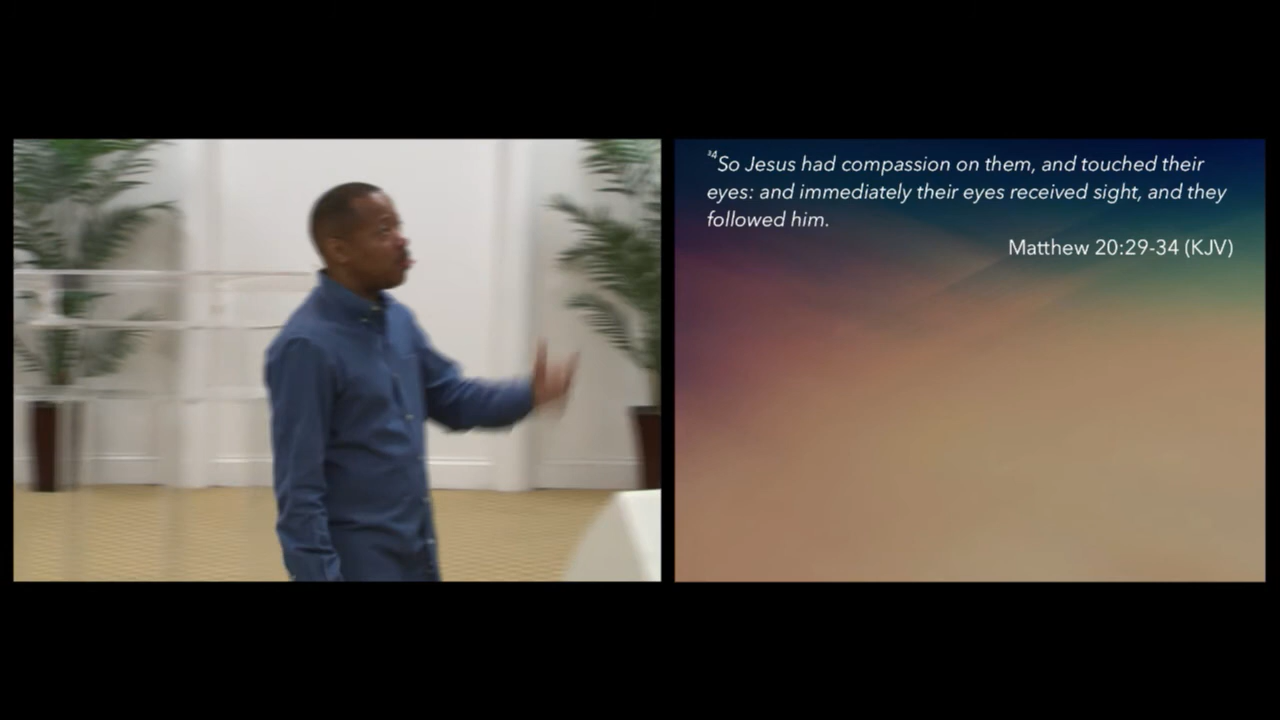 ³⁴So Jesus had compassion on them, and touched their
eyes: and immediately their eyes received sight, and they
followed him.
Matthew 20:29-34 (KJV)